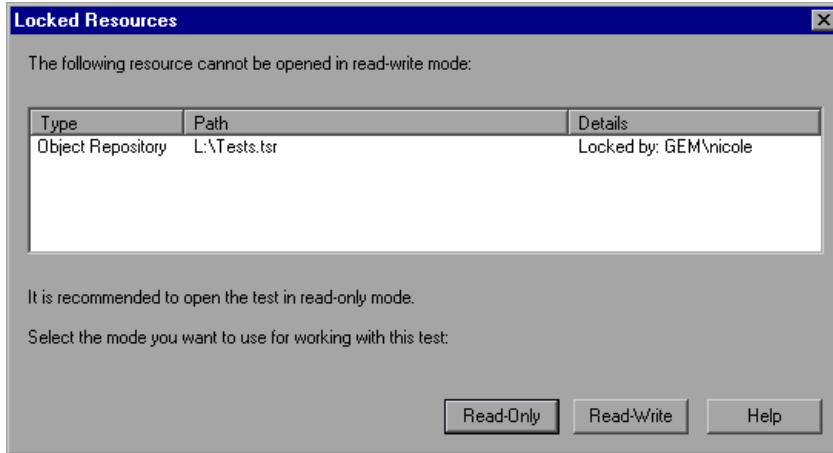 Locked Resources
The following resource cannot be opened in read-write mode:
Type Path Details
Object Repository L:\Tests.tsr Locked by: GEM\nicole
It is recommended to open the test in read-only mode.
Select the mode you want to use for working with this test:
Read-Only Read-Write Help